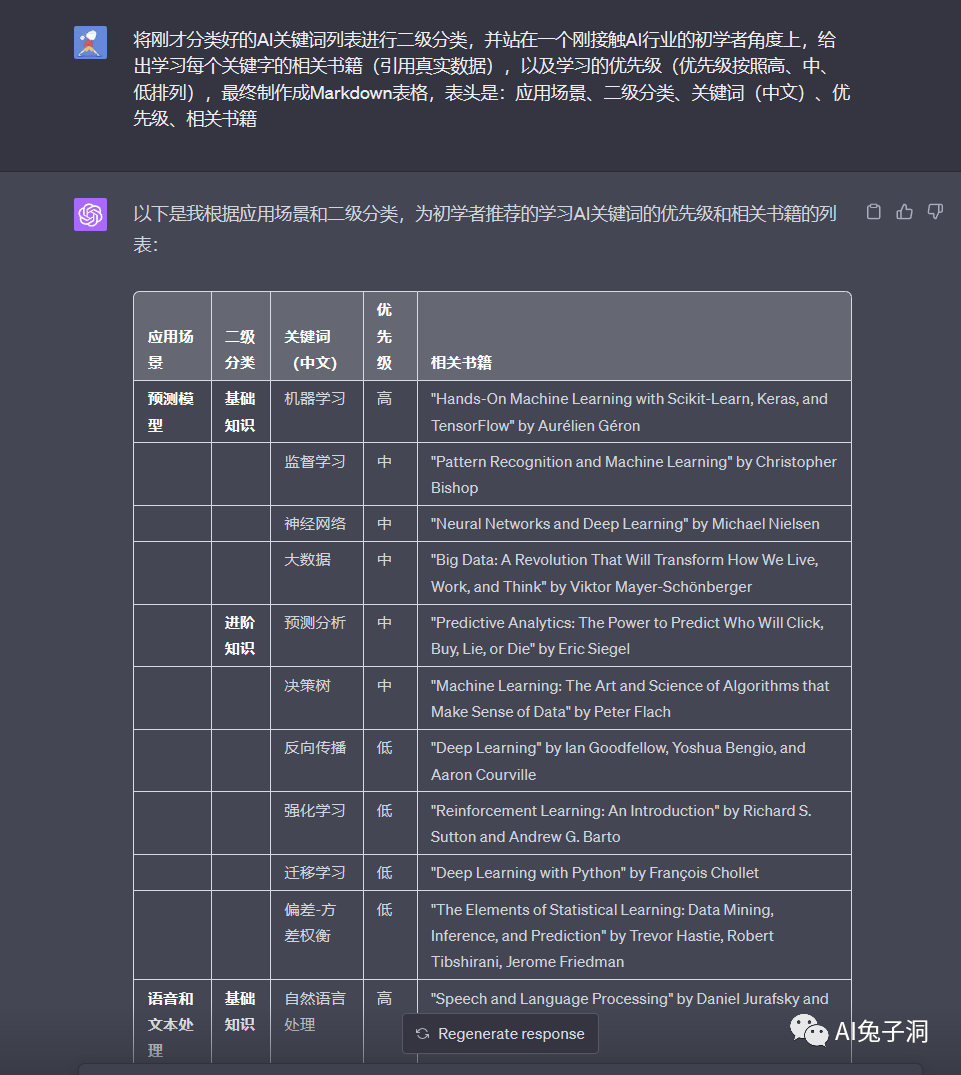 将刚才分类好的AI关键词列表进行二级分类，并站在一个刚接触AI行业的初学者角度上，给
出学习每个关键字的相关书籍（引用真实数据），以及学习的优先级（优先级按照高、中、
低排列），最终制作成Markdown表格，表头是：应用场景、二级分类、关键词（中文）、优
先级、相关书籍
以下是我根据应用场景和二级分类，为初学者推荐的学习AI关键词的优先级和相关书籍的列
表：
应用场
景
二级
分类
关键词
（中文）
优
先
级
相关书籍
预测模
型
基础
知识
机器学习
高
"Hands-On Machine Learning with Scikit-Learn, Keras, and
TensorFlow" by Aurélien Géron
监督学习
中
"Pattern Recognition and Machine Learning" by Christopher
Bishop
神经网络
中
"Neural Networks and Deep Learning" by Michael Nielsen
大数据
中
"Big Data: A Revolution That Will Transform How We Live,
Work, and Think" by Viktor Mayer-Schönberger
进阶
知识
预测分析
中
"Predictive Analytics: The Power to Predict Who Will Click,
Buy, Lie, or Die" by Eric Siegel
决策树
中
"Machine Learning: The Art and Science of Algorithms that
Make Sense of Data" by Peter Flach
反向传播
低
"Deep Learning" by Ian Goodfellow, Yoshua Bengio, and
Aaron Courville
强化学习
低
"Reinforcement Learning: An Introduction" by Richard S.
Sutton and Andrew G. Barto
迁移学习
低
"Deep Learning with Python" by François Chollet
偏差-方
差权衡
低
"The Elements of Statistical Learning: Data Mining,
Inference, and Prediction" by Trevor Hastie, Robert
Tibshirani, Jerome Friedman
语音和
文本处
理
基础
知识
自然语言
处理
高
"Speech and Language Processing" by Daniel Jurafsky and
Regenerate response
AI兔子洞